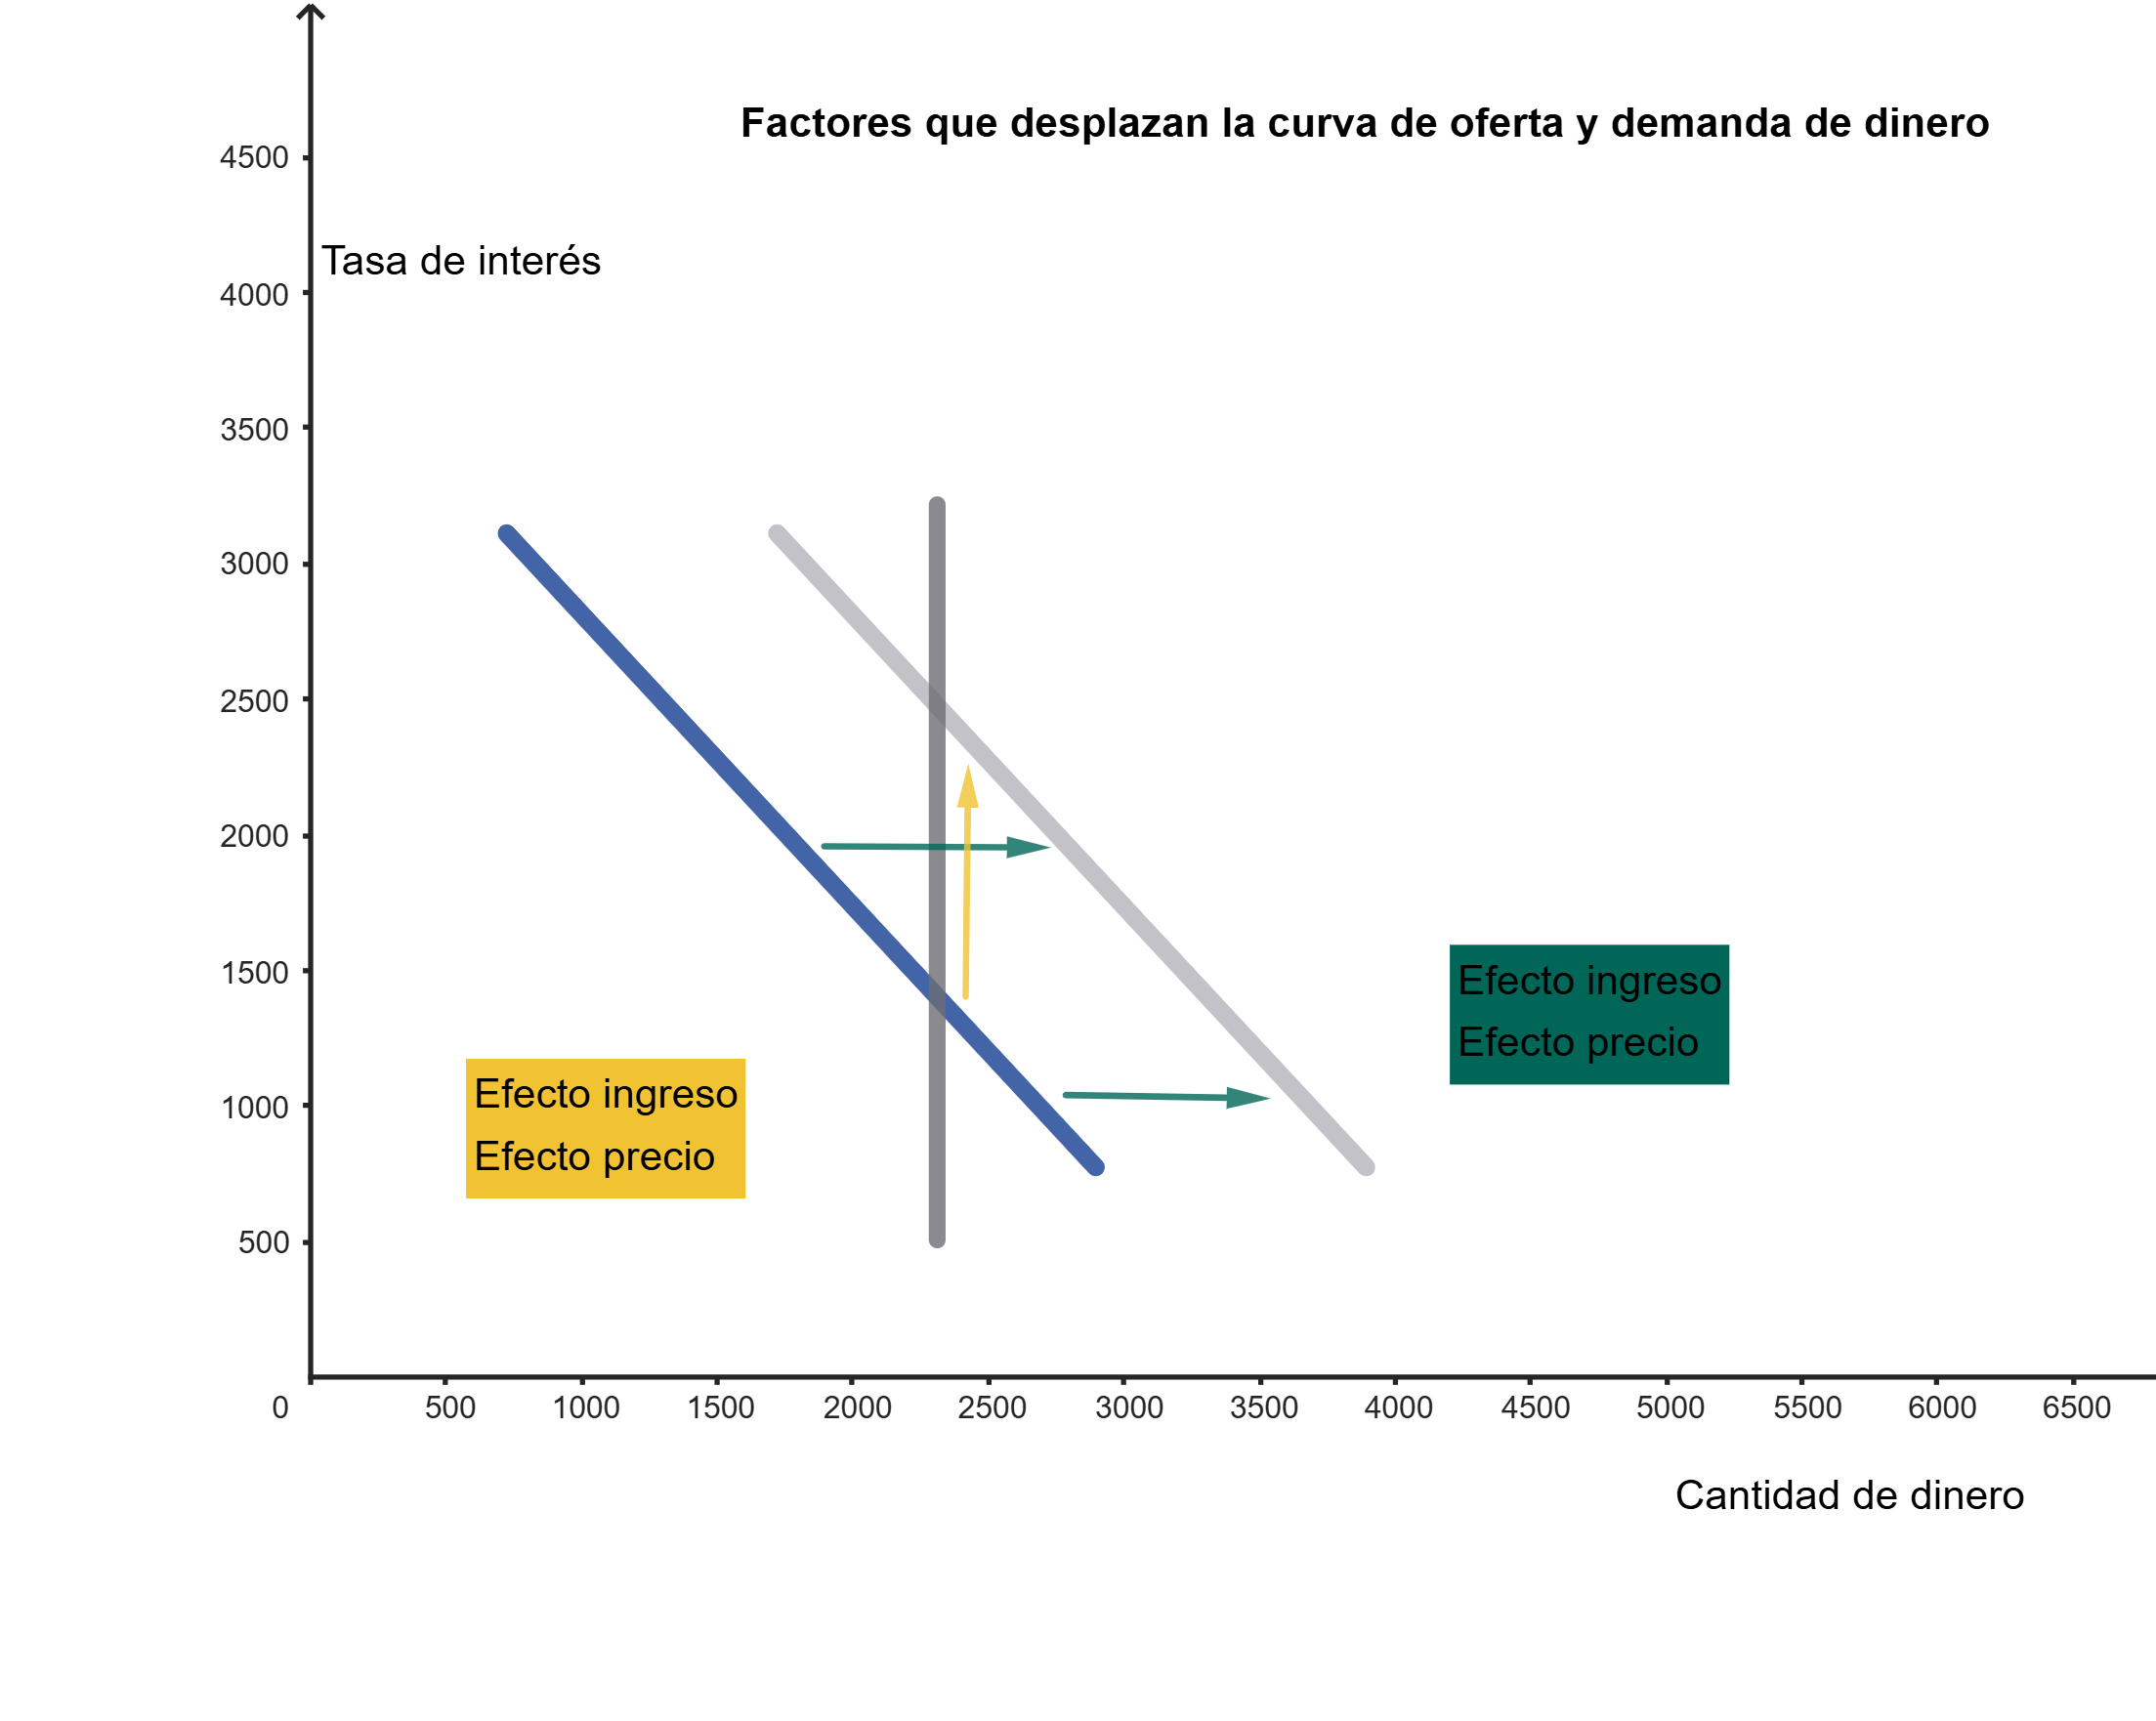 Factores que desplazan la curva de oferta y demanda de dinero
4500
Tasa de interés
4000
3500
3000
2500
2000
1500
1000
500
Efecto ingreso
Efecto precio
Efecto ingreso
Efecto precio
0 500 1000 1500 2000 2500 3000 3500 4000 4500 5000 5500 6000 6500
Cantidad de dinero